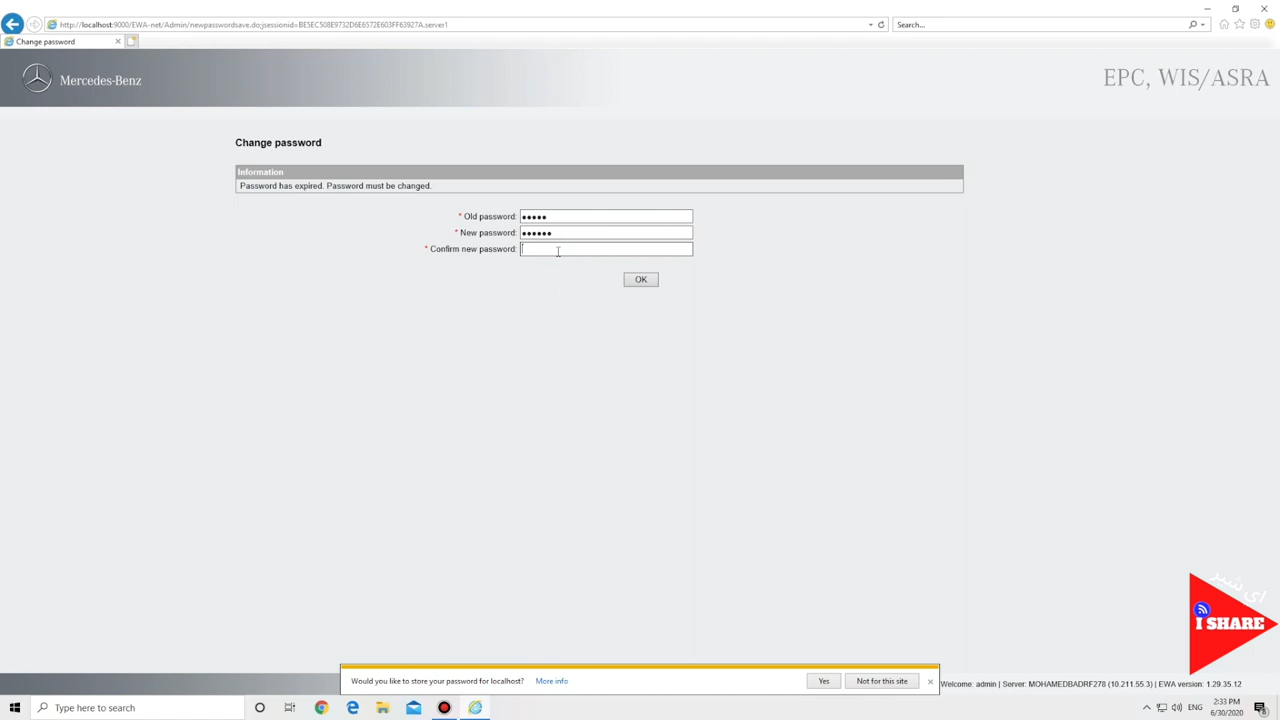 http://localhost:9000/EWA-net/Admin/newpasswordsave.do;jsessionid=BE5EC508E9732D6E6572E603FF63927A.server1
Search...
Change password
Mercedes-Benz
EPC, WIS/ASRA
Change password
Information
Password has expired. Password must be changed.
* Old password: •••••
* New password: ••••••
* Confirm new password:
OK
اي شير
I SHARE
Would you like to store your password for localhost? More info Yes Not for this site
Welcome: admin | Server: MOHAMEDBADRF278 (10.211.55.3) | EWA version: 1.29.35.12
Type here to search
ENG
2:33 PM
6/30/2020